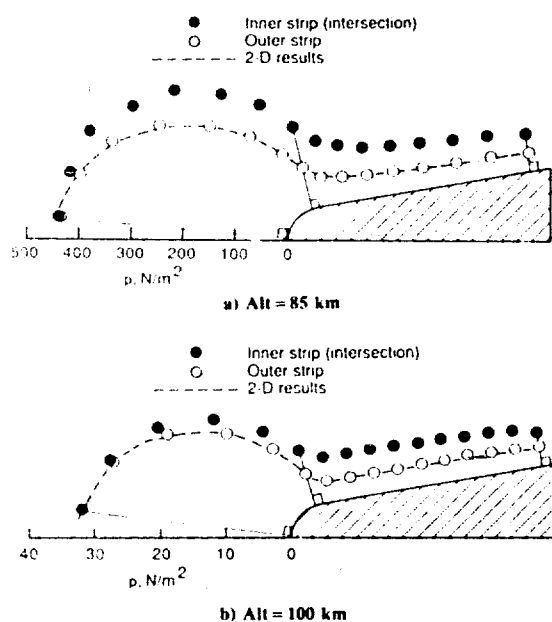 Inner strip (intersection)
Outer strip
2-D results
500 400 300 200 100 0
p, N/m²
a) Alt = 85 km
Inner strip (intersection)
Outer strip
2-D results
40 30 20 10 0
p, N/m²
b) Alt = 100 km